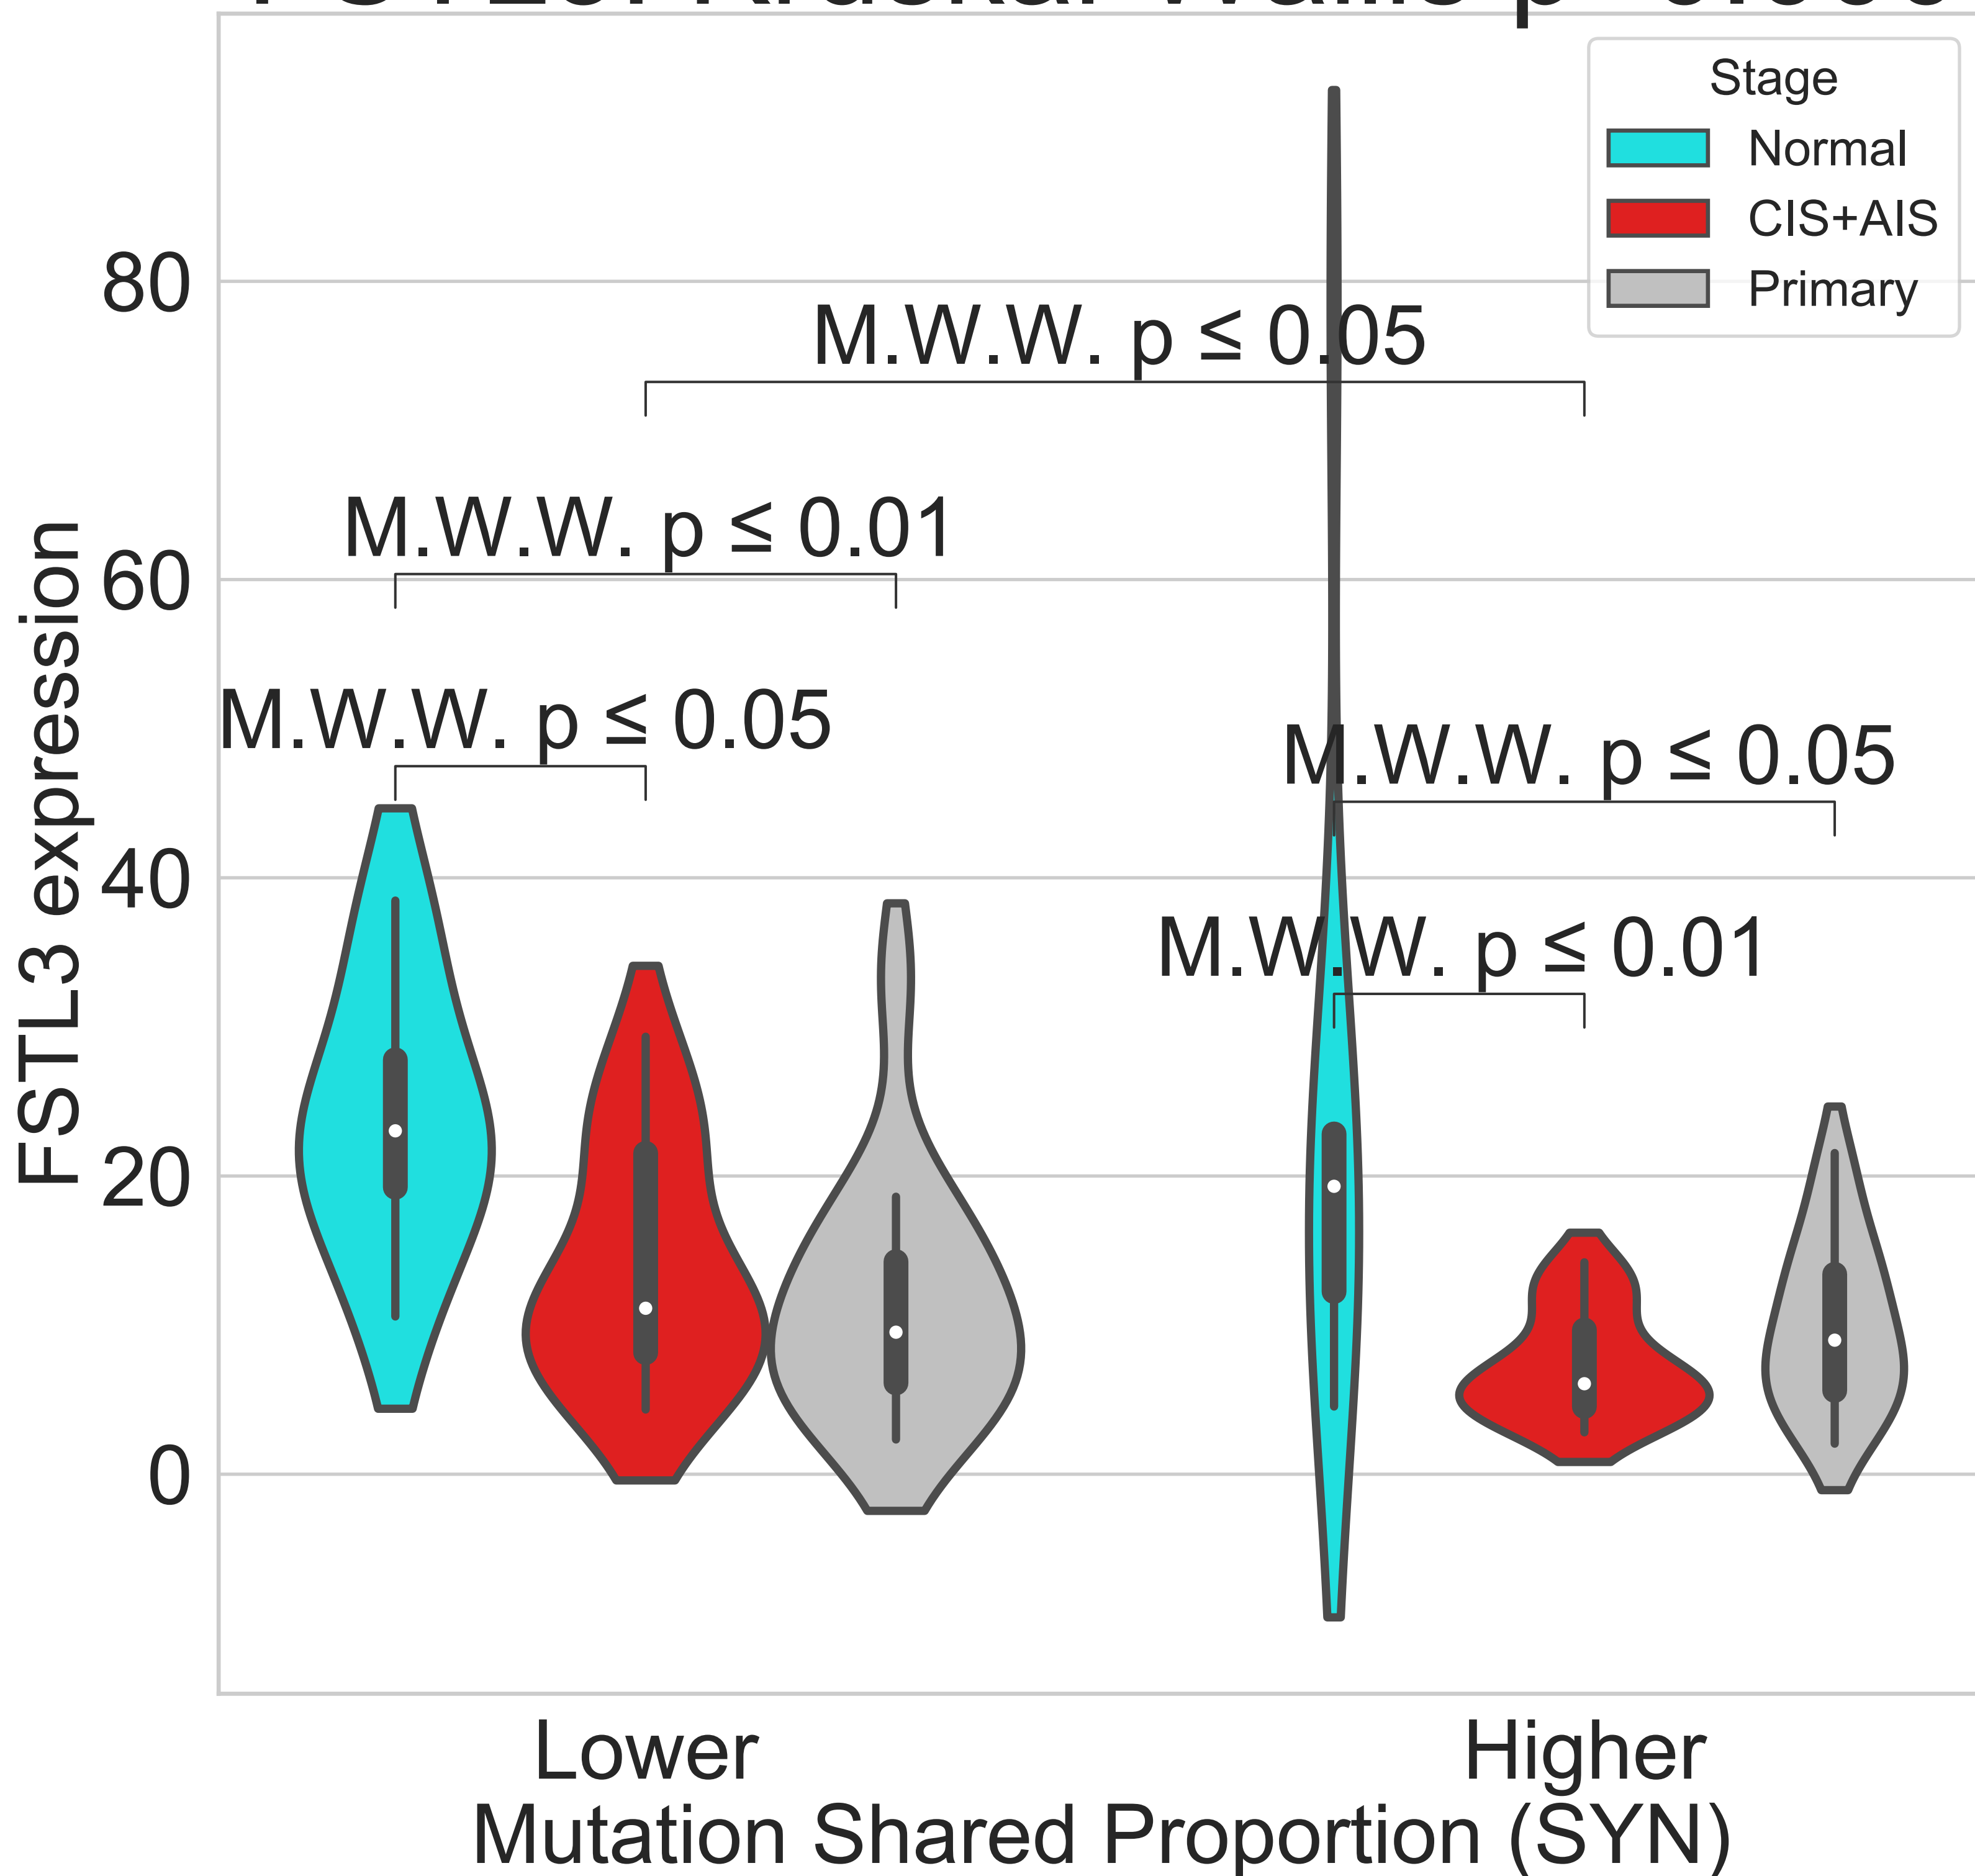 Stage
Normal
CIS+AIS
Primary
80
60
40
20
0
FSTL3 expression
M.W.W. p ≤ 0.05
M.W.W. p ≤ 0.01
M.W.W. p ≤ 0.05
M.W.W. p ≤ 0.05
M.W.W. p ≤ 0.01
Lower
Higher
Mutation Shared Proportion (SYN)